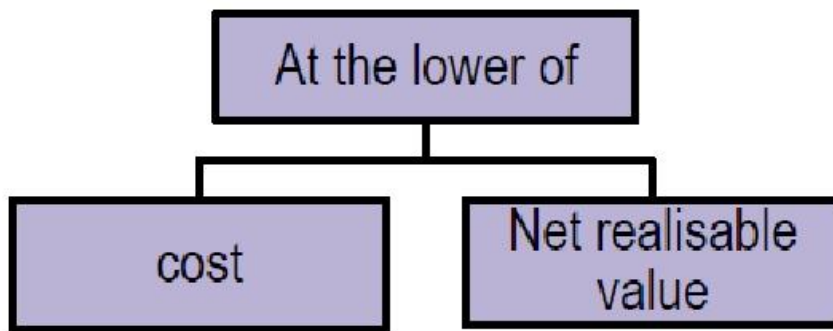 At the lower of
cost
Net realisable
value